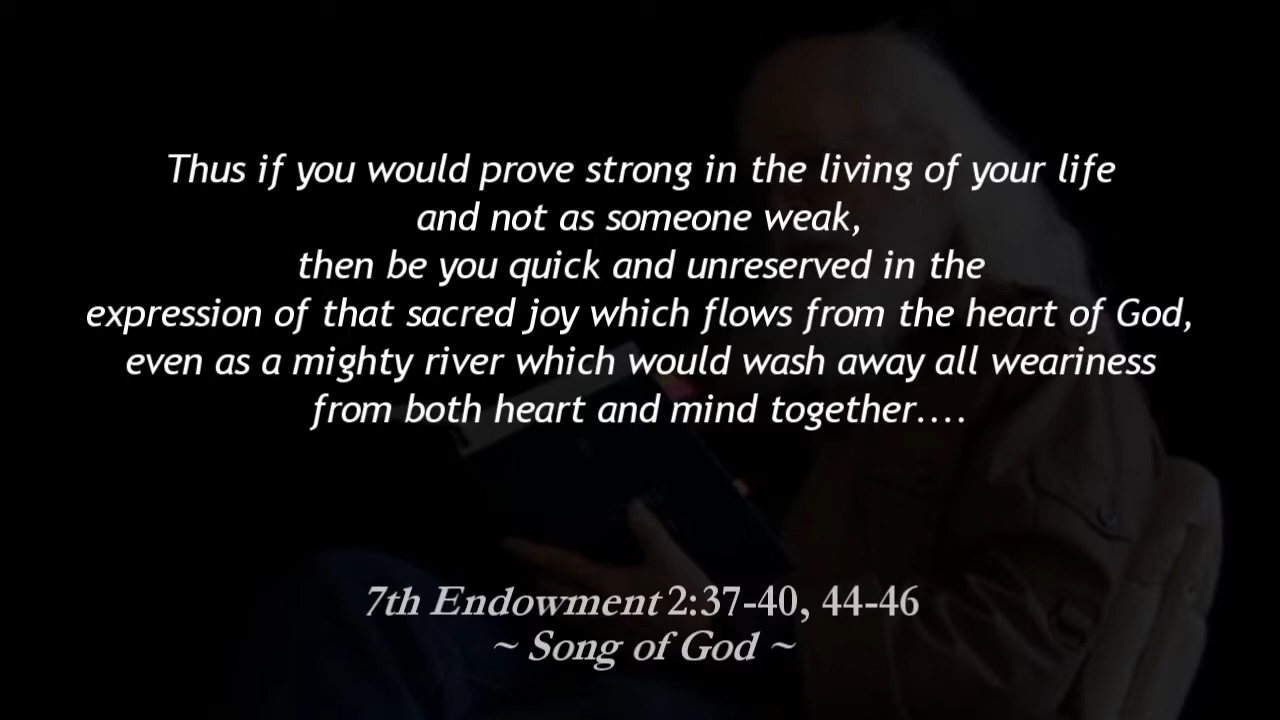 Thus if you would prove strong in the living of your life
and not as someone weak,
then be you quick and unreserved in the
expression of that sacred joy which flows from the heart of God,
even as a mighty river which would wash away all weariness
from both heart and mind together....
7th Endowment 2:37-40, 44-46
~ Song of God ~